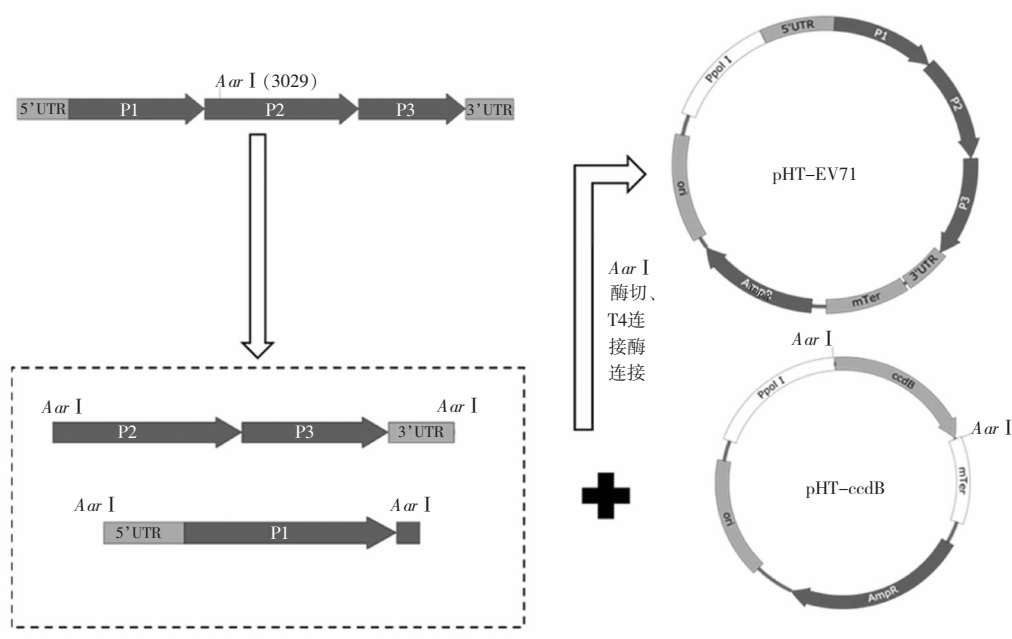 Aar I (3029)
5’UTR P1 P2 P3 3’UTR
Aar I Aar I
P2 P3 3’UTR
Aar I Aar I
5’UTR P1
Aar I
酶切、
T4连
接酶
连接
PpoI I 5'UTR P1 P2 P3 3'UTR mTer AmpR ori
pHT-EV71
Aar I
PpoI I ccdB
Aar I
mTer AmpR ori
pHT-ccdB